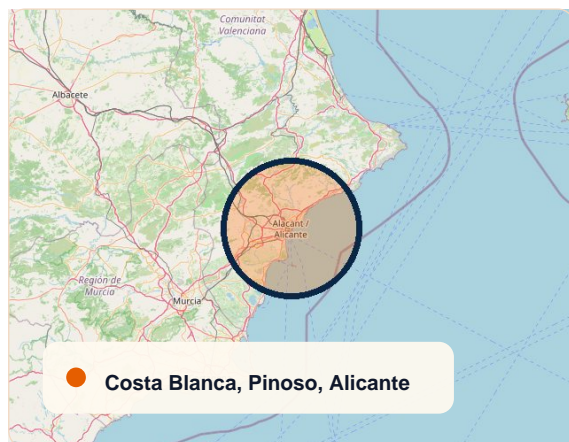 Comunitat
Valenciana
Albacete
Alacant /
Alicante
Región de
Murcia
Murcia
Costa Blanca, Pinoso, Alicante